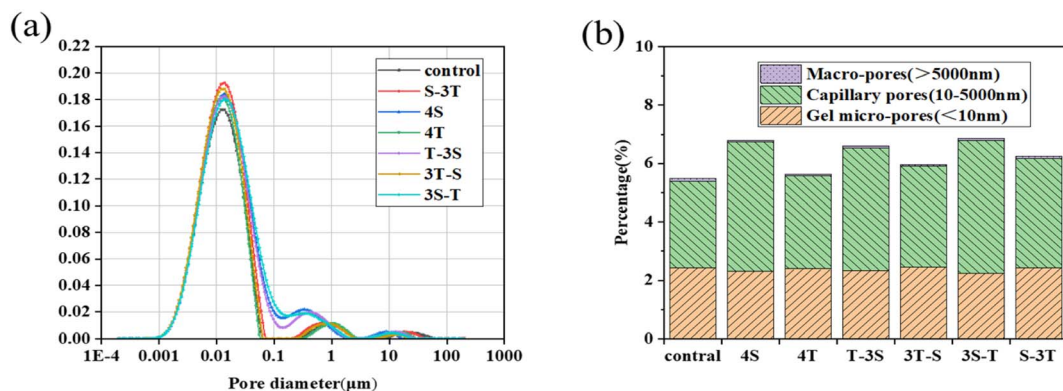 (a)
0.22
0.20
0.18
0.16
0.14
0.12
0.10
0.08
0.06
0.04
0.02
0.00
1E-4 0.001 0.01 0.1 1 10 100 1000
Pore diameter(μm)
control
S-3T
4S
4T
T-3S
3T-S
3S-T
(b)
10
8
6
4
2
0
Percentage(%)
Macro-pores(＞5000nm)
Capillary pores(10-5000nm)
Gel micro-pores(＜10nm)
contral 4S 4T T-3S 3T-S 3S-T S-3T